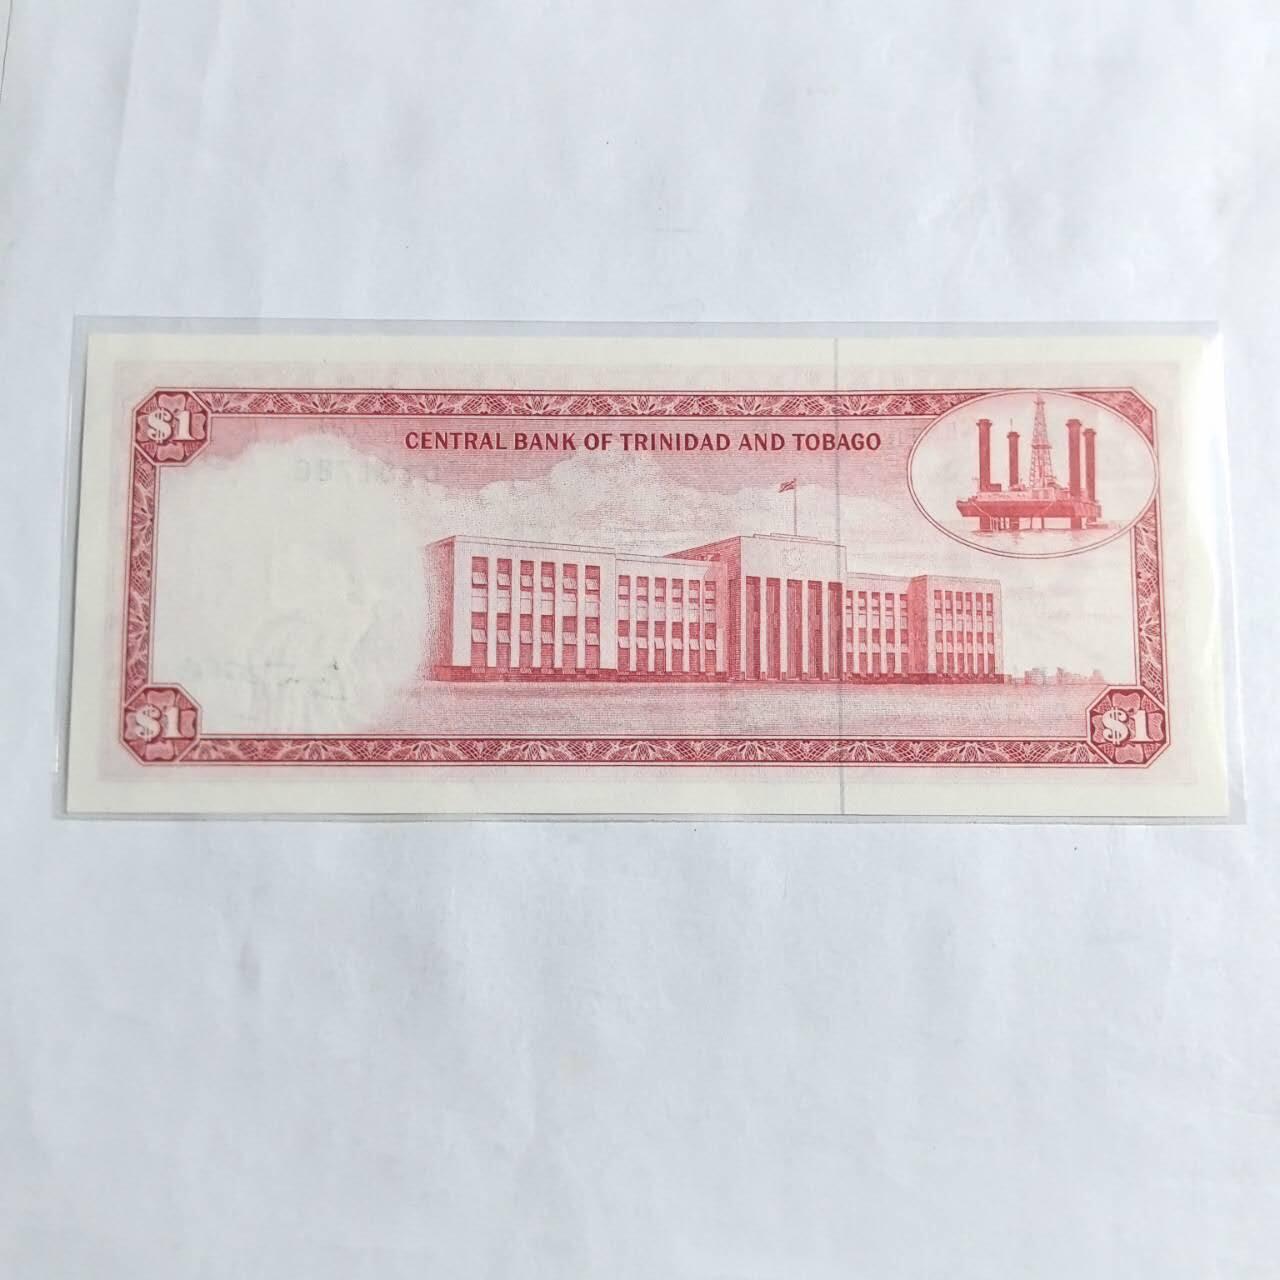 $1
CENTRAL BANK OF TRINIDAD AND TOBAGO
$1
$1